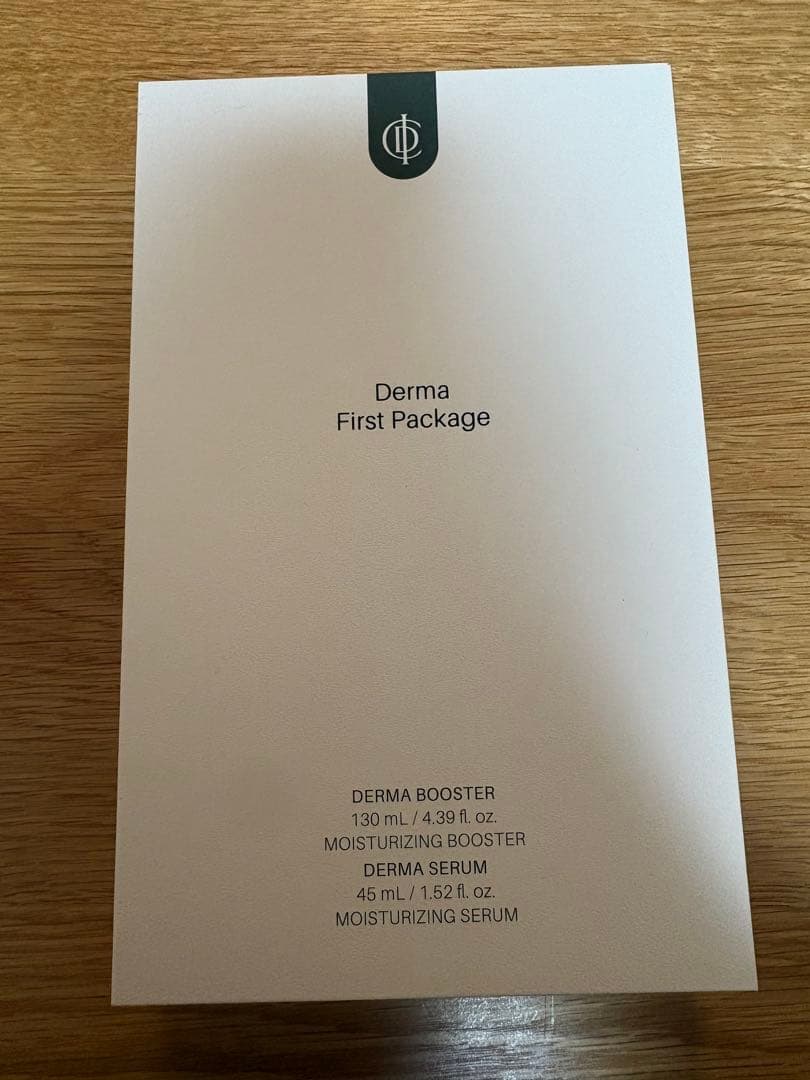 Derma
First Package
DERMA BOOSTER
130 mL / 4.39 fl. oz.
MOISTURIZING BOOSTER
DERMA SERUM
45 mL / 1.52 fl. oz.
MOISTURIZING SERUM